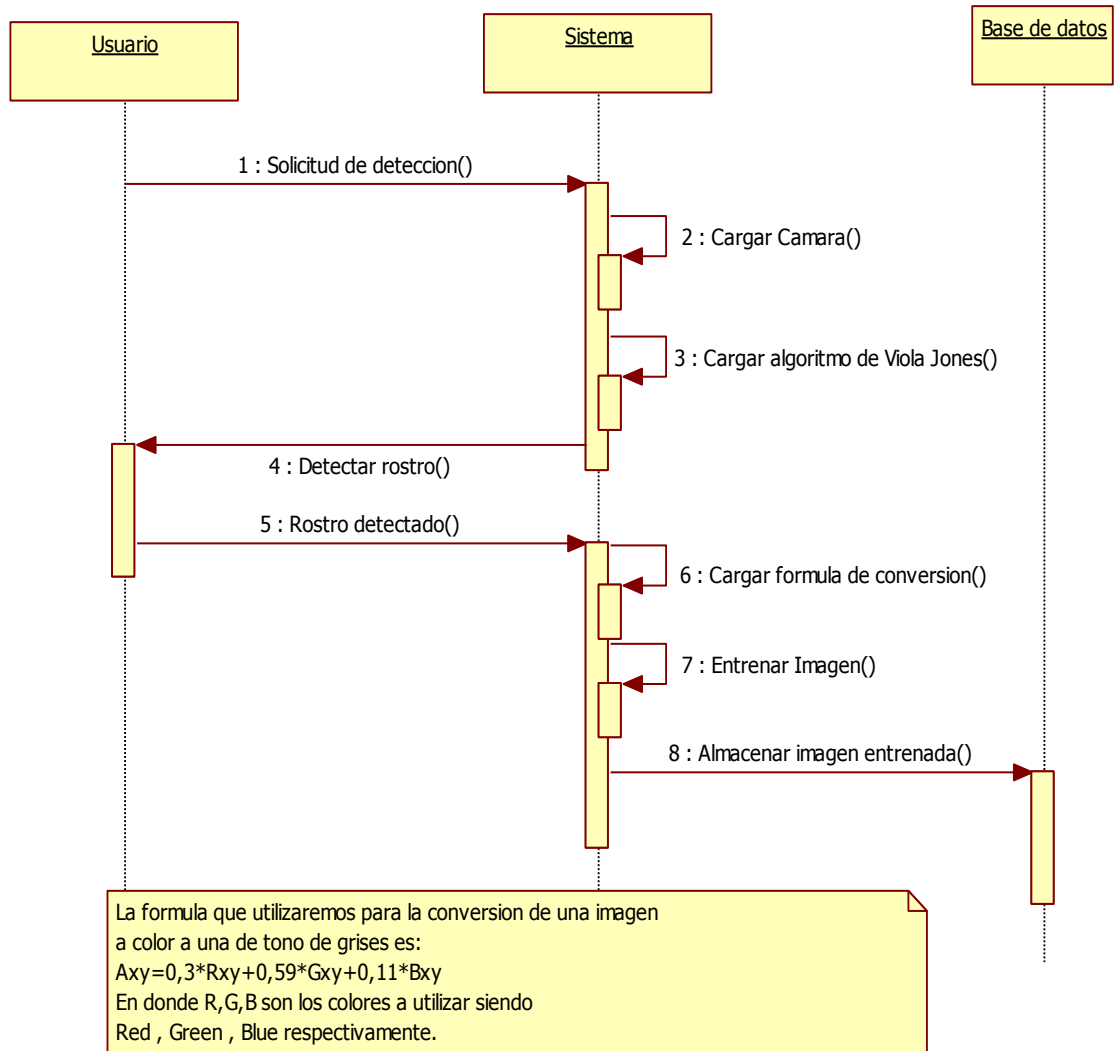 Usuario
Sistema
Base de datos
1 : Solicitud de deteccion()
2 : Cargar Camara()
3 : Cargar algoritmo de Viola Jones()
4 : Detectar rostro()
5 : Rostro detectado()
6 : Cargar formula de conversion()
7 : Entrenar Imagen()
8 : Almacenar imagen entrenada()
La formula que utilizaremos para la conversion de una imagen
a color a una de tono de grises es:
Axy=0,3*Rxy+0,59*Gxy+0,11*Bxy
En donde R,G,B son los colores a utilizar siendo
Red , Green , Blue respectivamente.